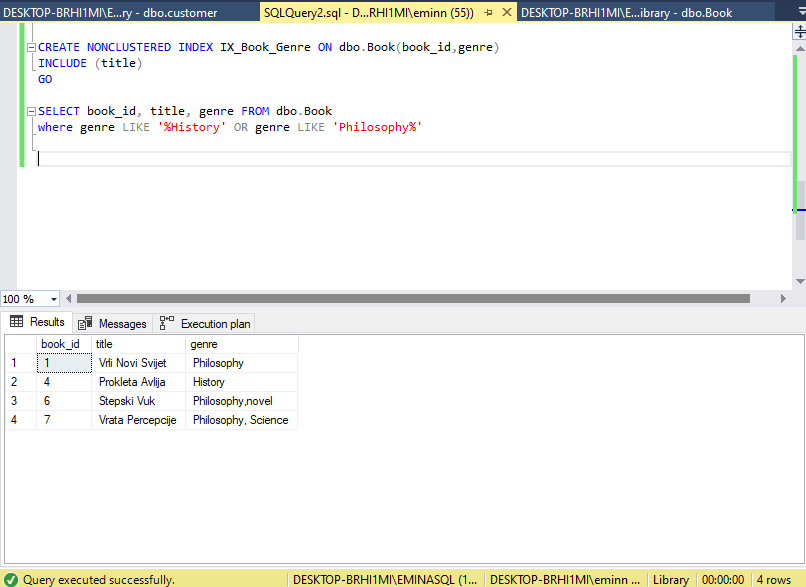 DESKTOP-BRHI1MI\E...ry - dbo.customer SQLQuery2.sql - D...RHI1MI\eminn (55)) DESKTOP-BRHI1MI\E...ibrary - dbo.Book
CREATE NONCLUSTERED INDEX IX_Book_Genre ON dbo.Book(book_id,genre)
INCLUDE (title)
GO
SELECT book_id, title, genre FROM dbo.Book
where genre LIKE '%History' OR genre LIKE 'Philosophy%'
100 %
Results Messages Execution plan
book_id title genre
1 1 Vrli Novi Svijet Philosophy
2 4 Prokleta Avlija History
3 6 Stepski Vuk Philosophy,novel
4 7 Vrata Percepcije Philosophy, Science
Query executed successfully. DESKTOP-BRHI1MI\EMINASQL (1... DESKTOP-BRHI1MI\eminn ... Library 00:00:00 4 rows